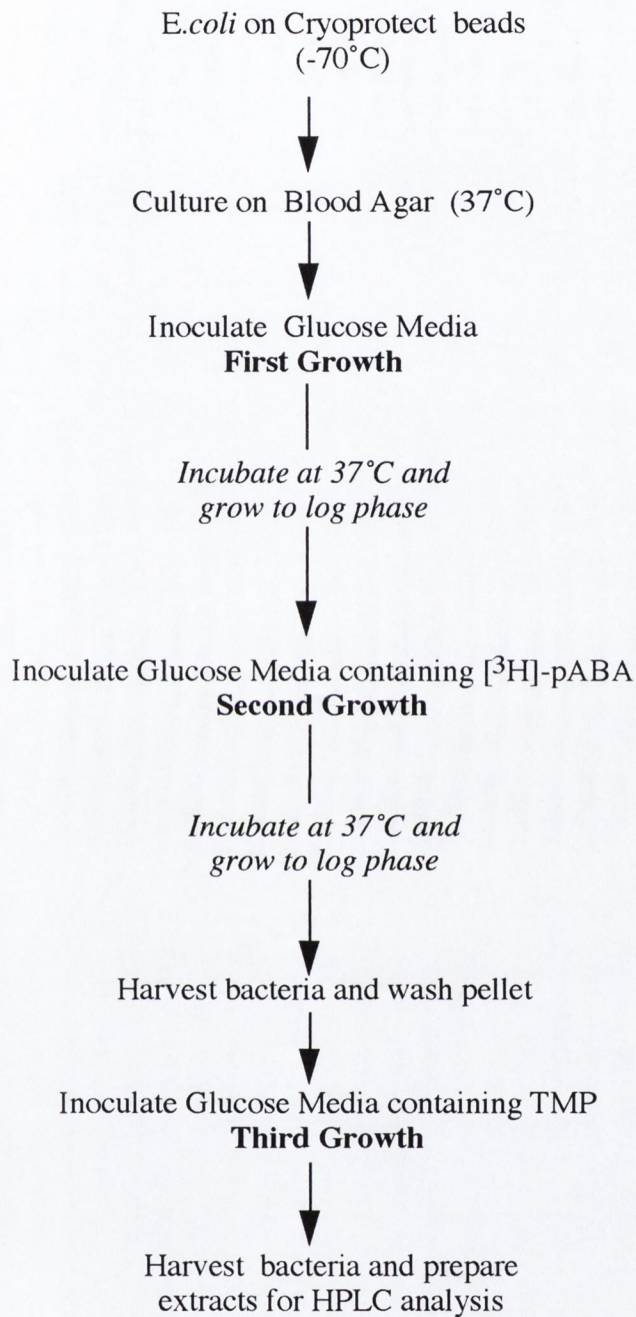 E.coli on Cryoprotect beads
(-70°C)
Culture on Blood Agar (37°C)
Inoculate Glucose Media
First Growth
Incubate at 37°C and
grow to log phase
Inoculate Glucose Media containing [³H]-pABA
Second Growth
Incubate at 37°C and
grow to log phase
Harvest bacteria and wash pellet
Inoculate Glucose Media containing TMP
Third Growth
Harvest bacteria and prepare
extracts for HPLC analysis